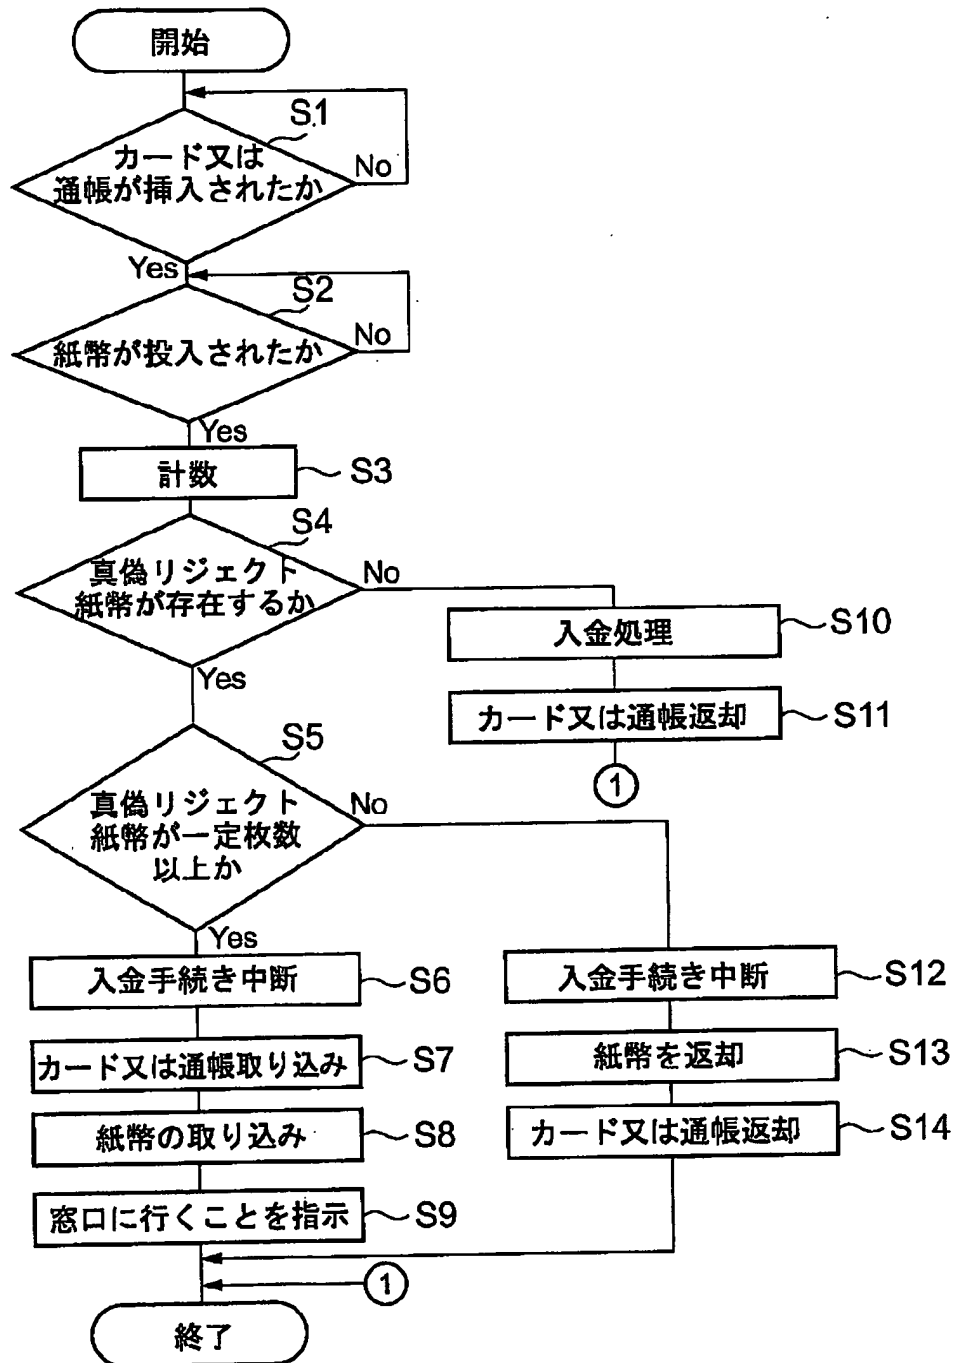 開始
S1
カード又は
通帳が挿入されたか
No
Yes
S2
紙幣が投入されたか
No
Yes
計数
S3
S4
真偽リジェクト
紙幣が存在するか
No
Yes
入金処理
S10
カード又は通帳返却
S11
1
S5
真偽リジェクト
紙幣が一定枚数
以上か
No
Yes
入金手続き中断
S6
カード又は通帳取り込み
S7
紙幣の取り込み
S8
窓口に行くことを指示
S9
入金手続き中断
S12
紙幣を返却
S13
カード又は通帳返却
S14
1
終了